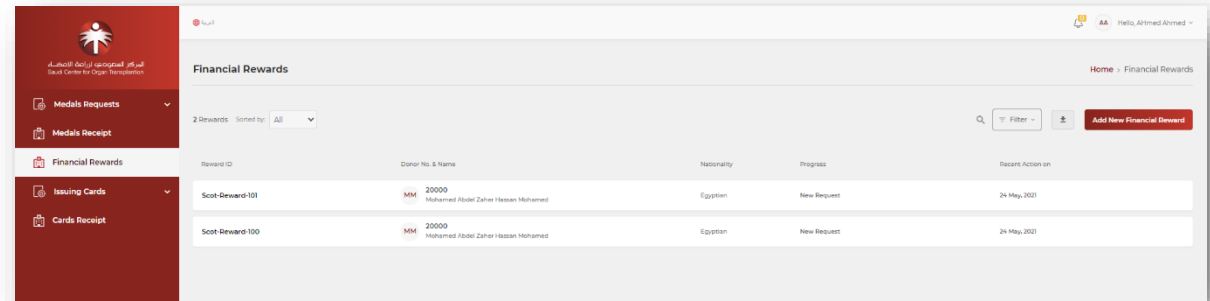 العربية
AA Hello, AHmed Ahmed
المركز السعودي لزراعة الأعضاء
Saudi Center for Organ Transplantion
Financial Rewards
Home > Financial Rewards
Medals Requests
Medals Receipt
Financial Rewards
Issuing Cards
Cards Receipt
2 Rewards Sorted by: All
Filter
Add New Financial Reward
Reward ID Donor No. & Name Nationality Progress Recent Action on
Scot-Reward-101 MM 20000 Egyptian New Request 24 May, 2021
Mohamed Abdel Zaher Hassan Mohamed
Scot-Reward-100 MM 20000 Egyptian New Request 24 May, 2021
Mohamed Abdel Zaher Hassan Mohamed